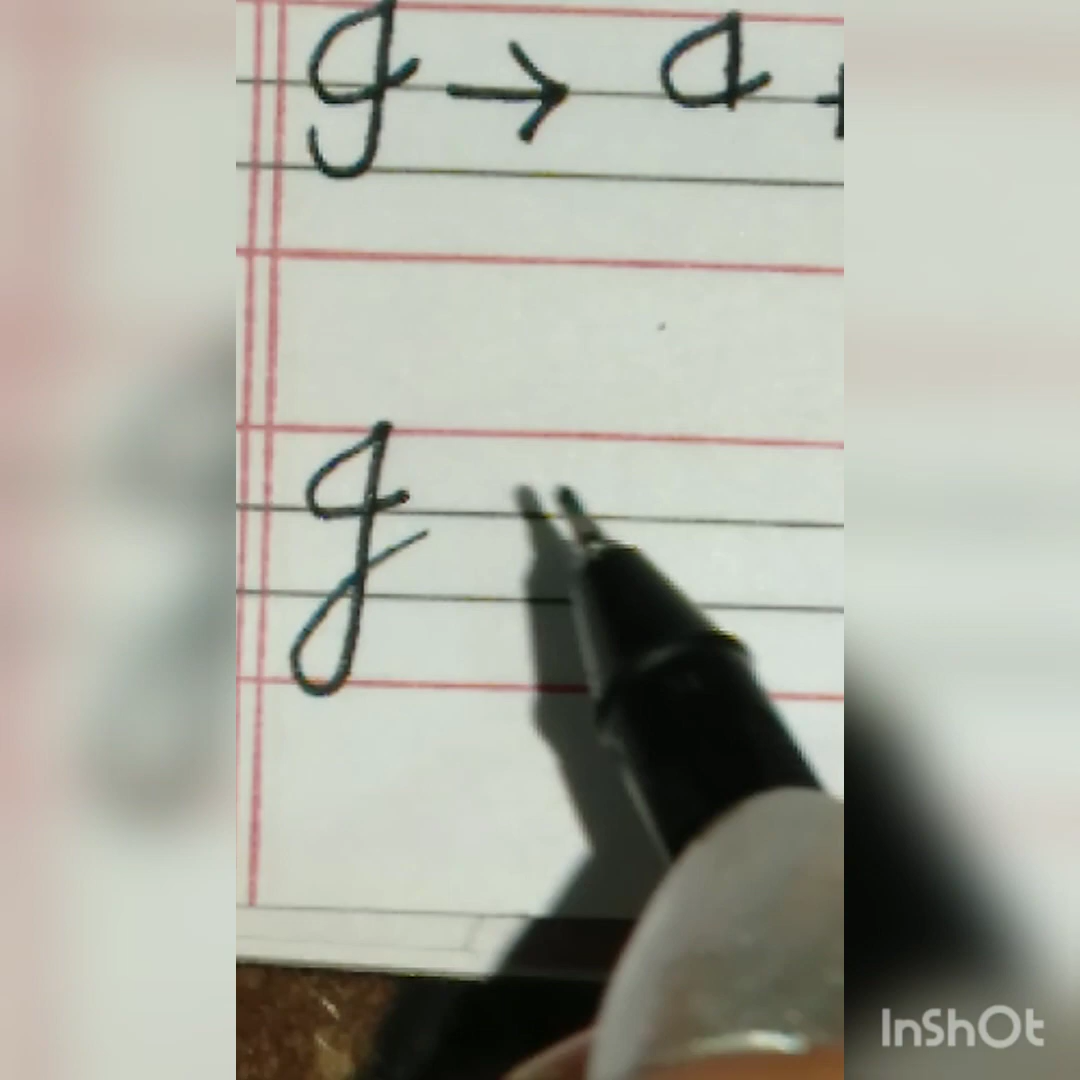 g → a +
g
InShOt